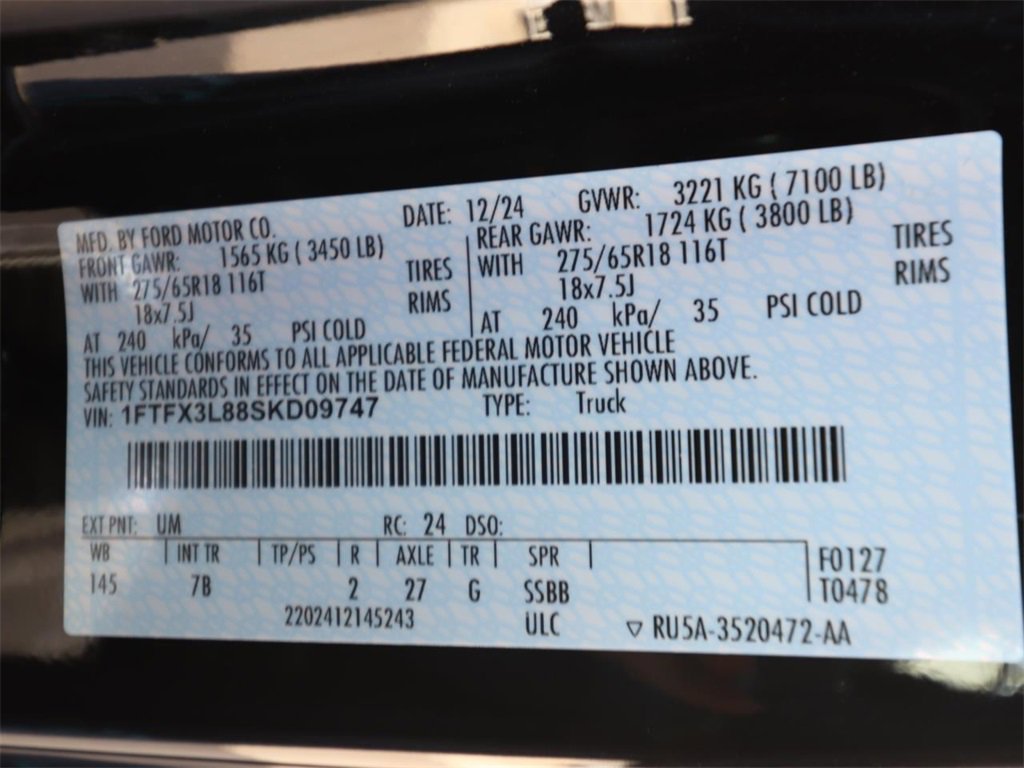 MFD. BY FORD MOTOR CO. DATE: 12/24 GVWR: 3221 KG ( 7100 LB)
FRONT GAWR: 1565 KG ( 3450 LB) REAR GAWR: 1724 KG ( 3800 LB)
WITH 275/65R18 116T TIRES WITH 275/65R18 116T TIRES
18x7.5J RIMS 18x7.5J RIMS
AT 240 kPa/ 35 PSI COLD AT 240 kPa/ 35 PSI COLD
THIS VEHICLE CONFORMS TO ALL APPLICABLE FEDERAL MOTOR VEHICLE
SAFETY STANDARDS IN EFFECT ON THE DATE OF MANUFACTURE SHOWN ABOVE.
VIN: 1FTFX3L88SKD09747 TYPE: Truck
EXT PNT: UM RC: 24 DSO:
WB INT TR TP/PS R AXLE TR SPR F0127
145 7B 2 27 G SSBB T0478
2202412145243 ULC ▽ RU5A-3520472-AA